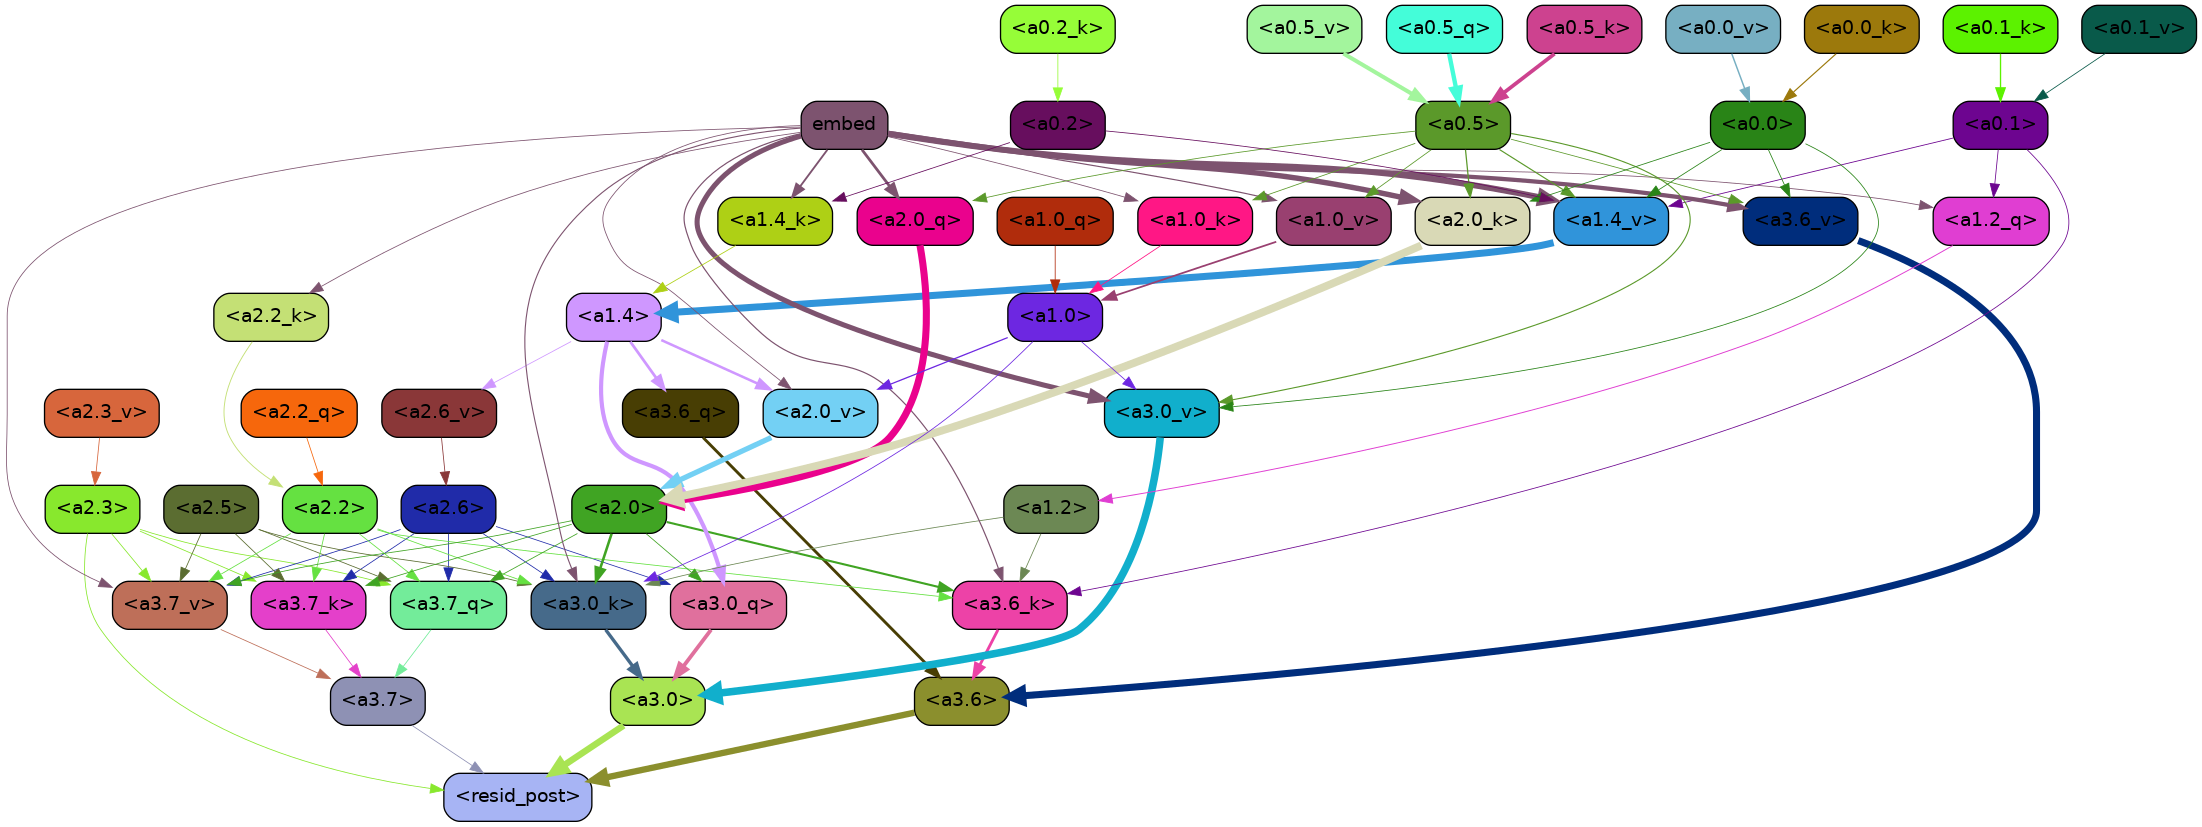 <a0.2_k>
<a0.5_v>
<a0.5_q>
<a0.5_k>
<a0.0_v>
<a0.0_k>
<a0.1_k>
<a0.1_v>
embed
<a0.2>
<a0.5>
<a0.0>
<a0.1>
<a1.4_k>
<a2.0_q>
<a1.0_q>
<a1.0_k>
<a1.0_v>
<a2.0_k>
<a1.4_v>
<a3.6_v>
<a1.2_q>
<a2.2_k>
<a1.4>
<a1.0>
<a2.3_v>
<a2.2_q>
<a2.6_v>
<a3.6_q>
<a2.0_v>
<a3.0_v>
<a2.3>
<a2.5>
<a2.2>
<a2.6>
<a2.0>
<a1.2>
<a3.7_v>
<a3.7_k>
<a3.7_q>
<a3.0_k>
<a3.0_q>
<a3.6_k>
<a3.7>
<a3.0>
<a3.6>
<resid_post>